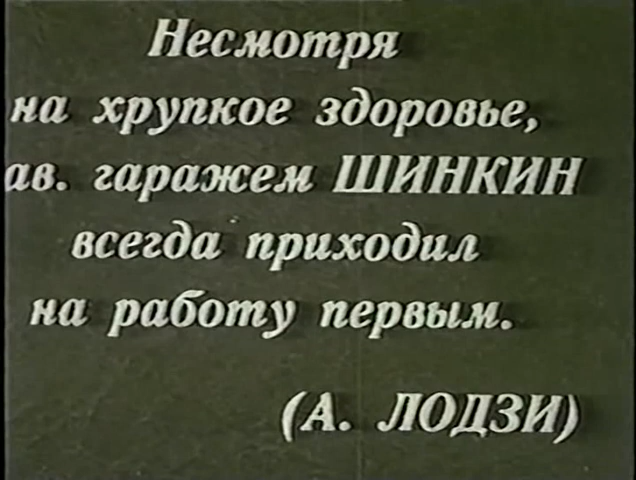 Несмотря
на хрупкое здоровье,
ав. гаражем ШИНКИН
всегда приходил
на работу первым.
(А. ЛОДЗИ)